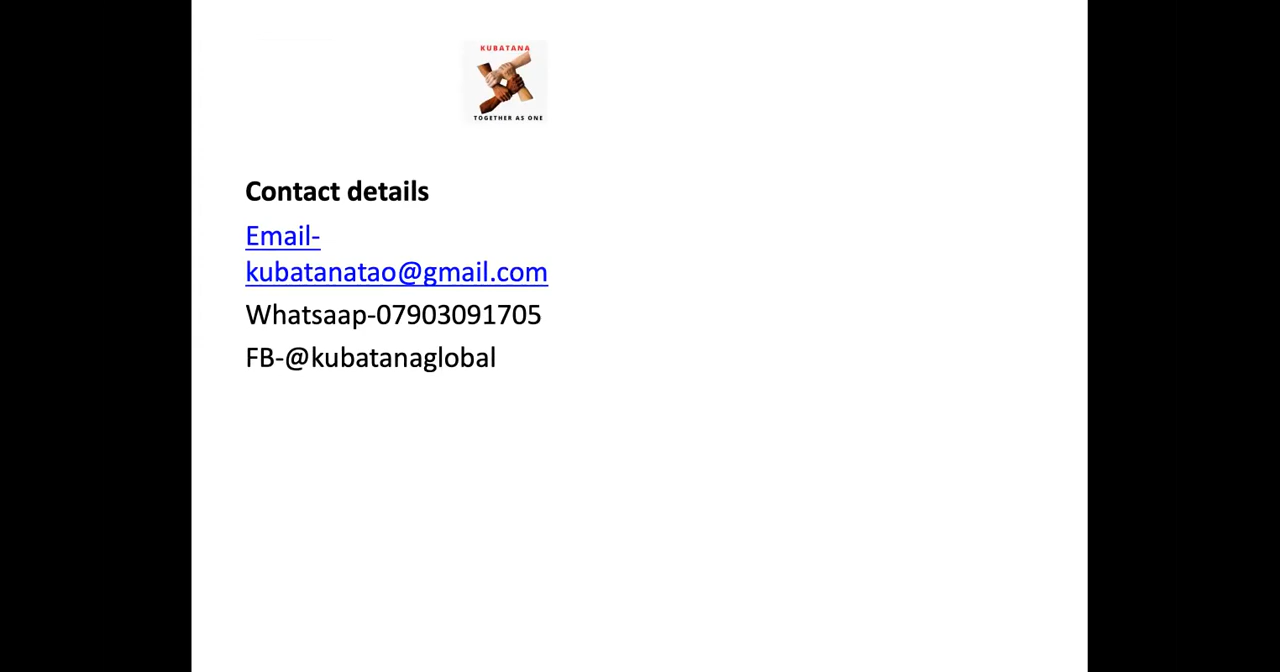 KUBATANA
TOGETHER AS ONE
Contact details
Email-
kubatanatao@gmail.com
Whatsaap-07903091705
FB-@kubatanaglobal